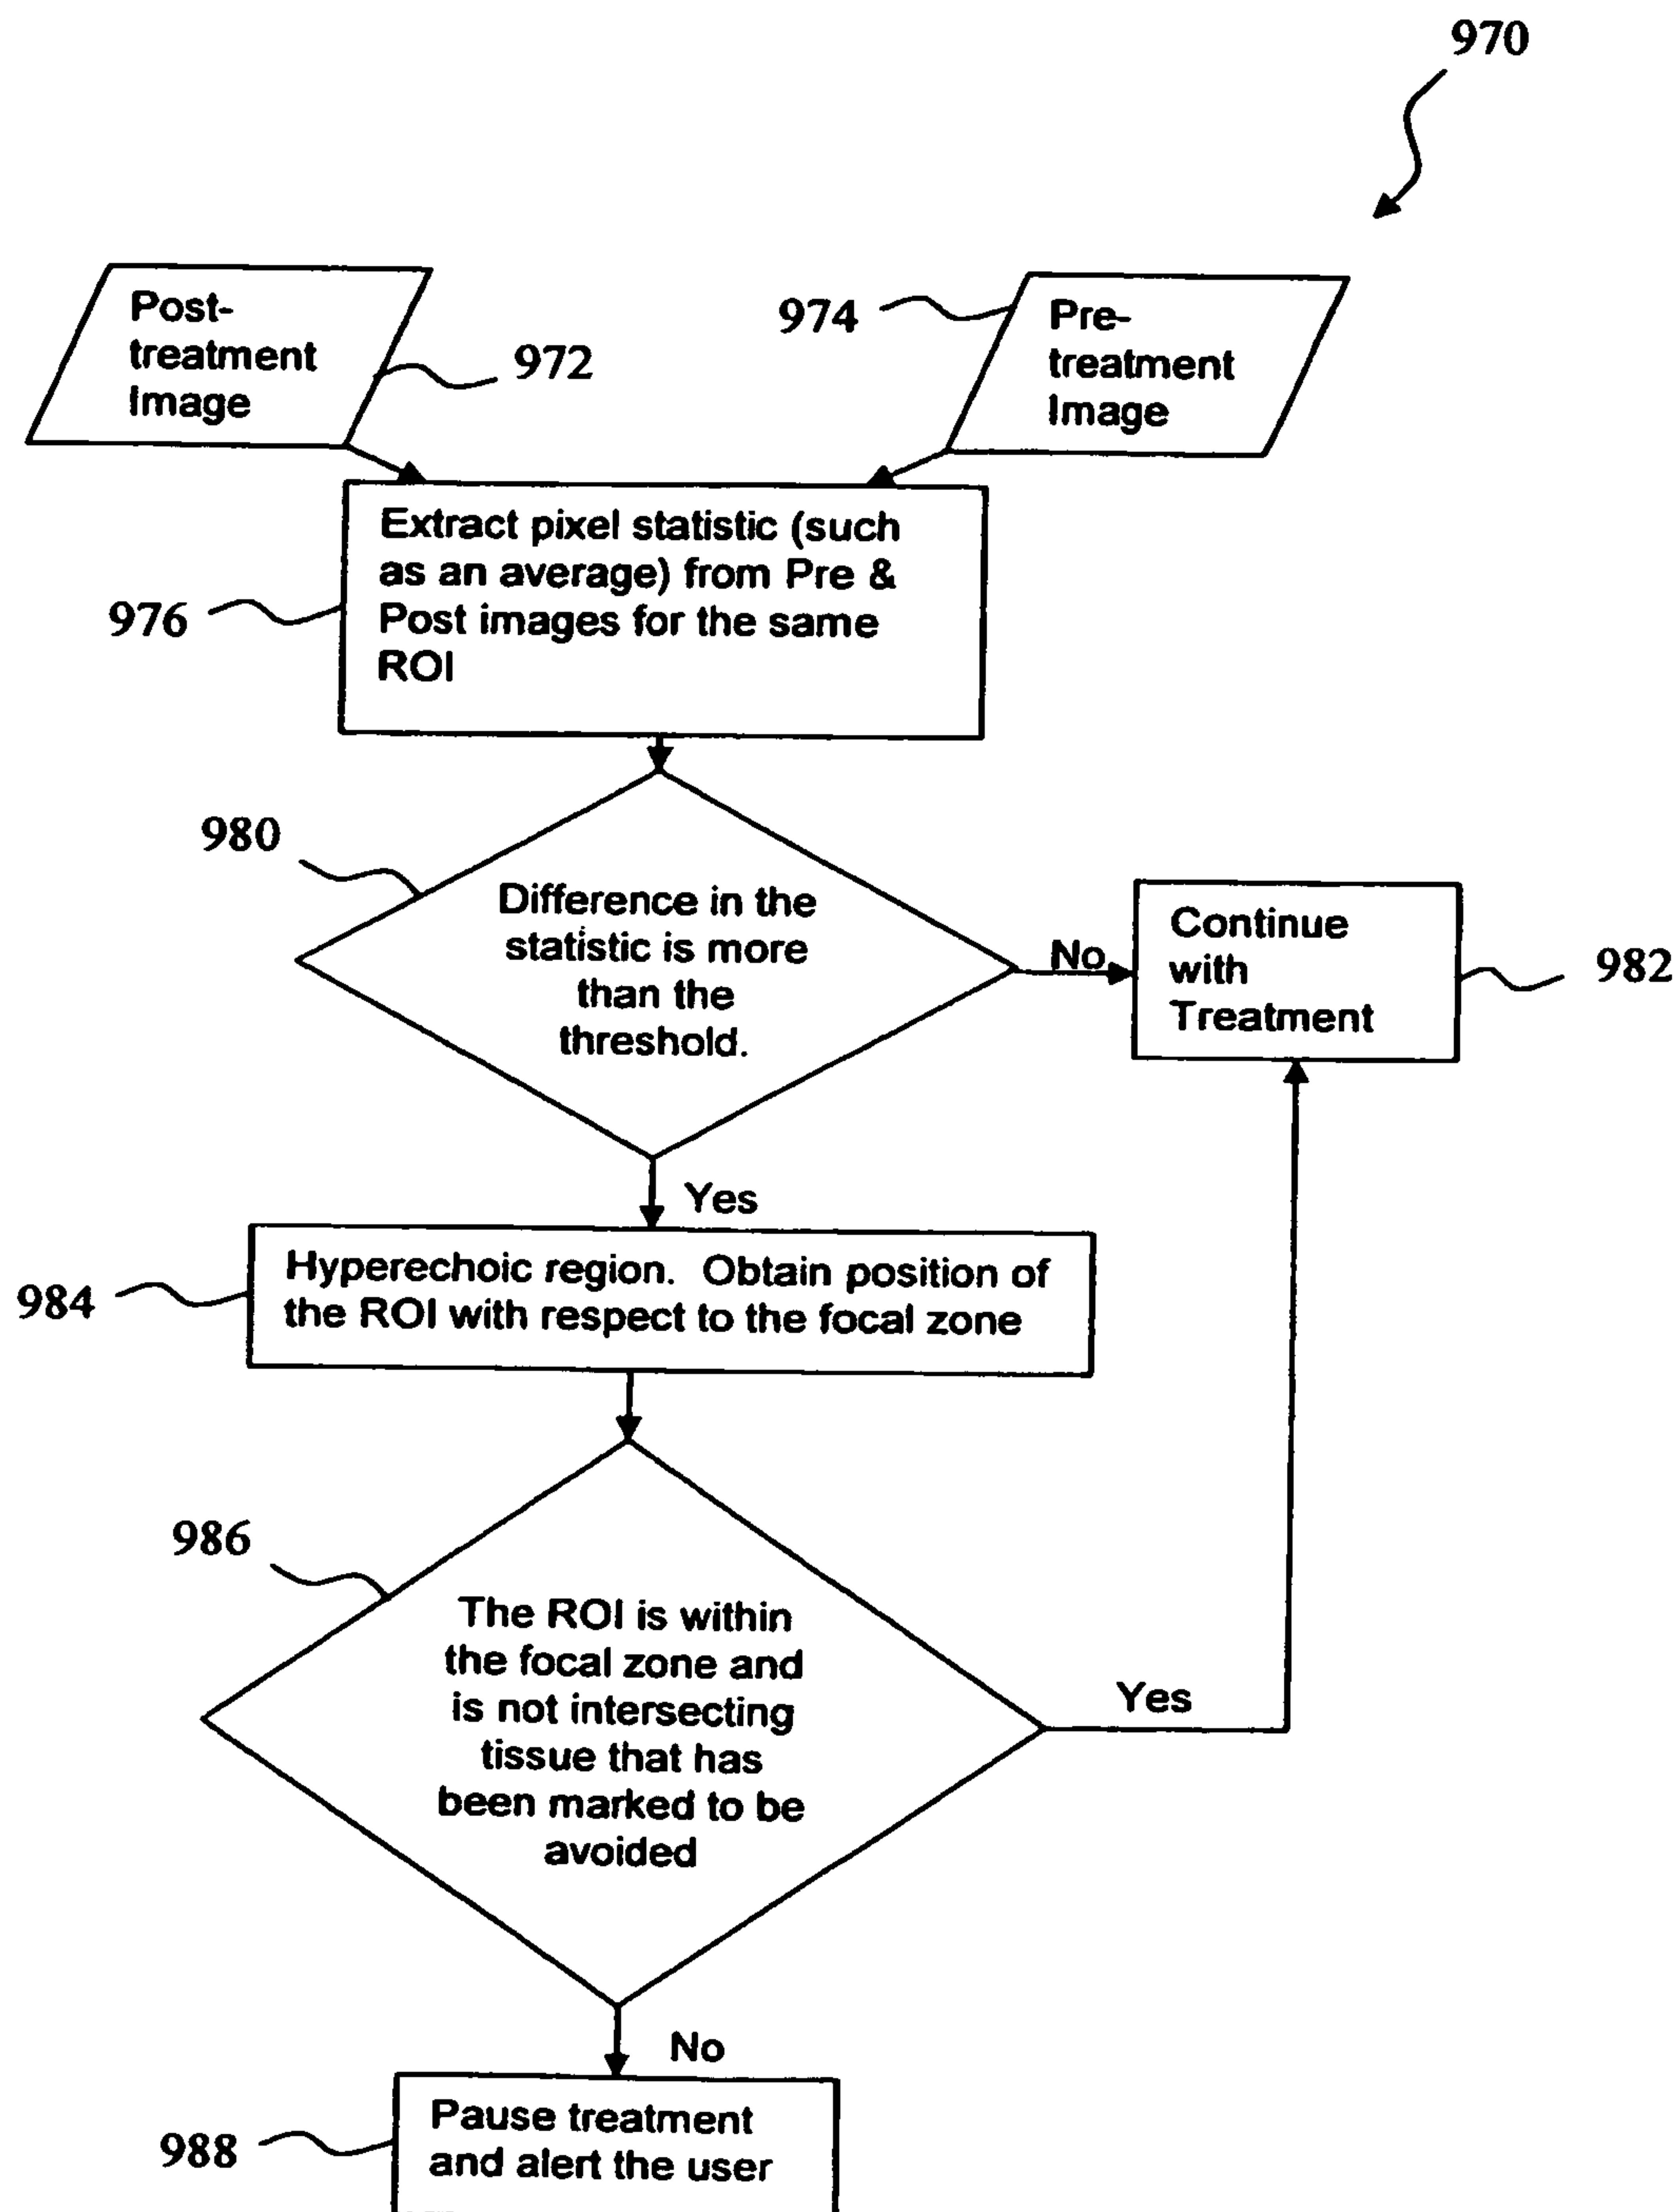 970
Post-
treatment
Image
972
974
Pre-
treatment
Image
Extract pixel statistic (such
as an average) from Pre &
Post images for the same
ROI
976
980
Difference in the
statistic is more
than the
threshold.
No
Continue
with
Treatment
982
Yes
984
Hyperechoic region. Obtain position of
the ROI with respect to the focal zone
986
The ROI is within
the focal zone and
is not intersecting
tissue that has
been marked to be
avoided
Yes
No
988
Pause treatment
and alert the user